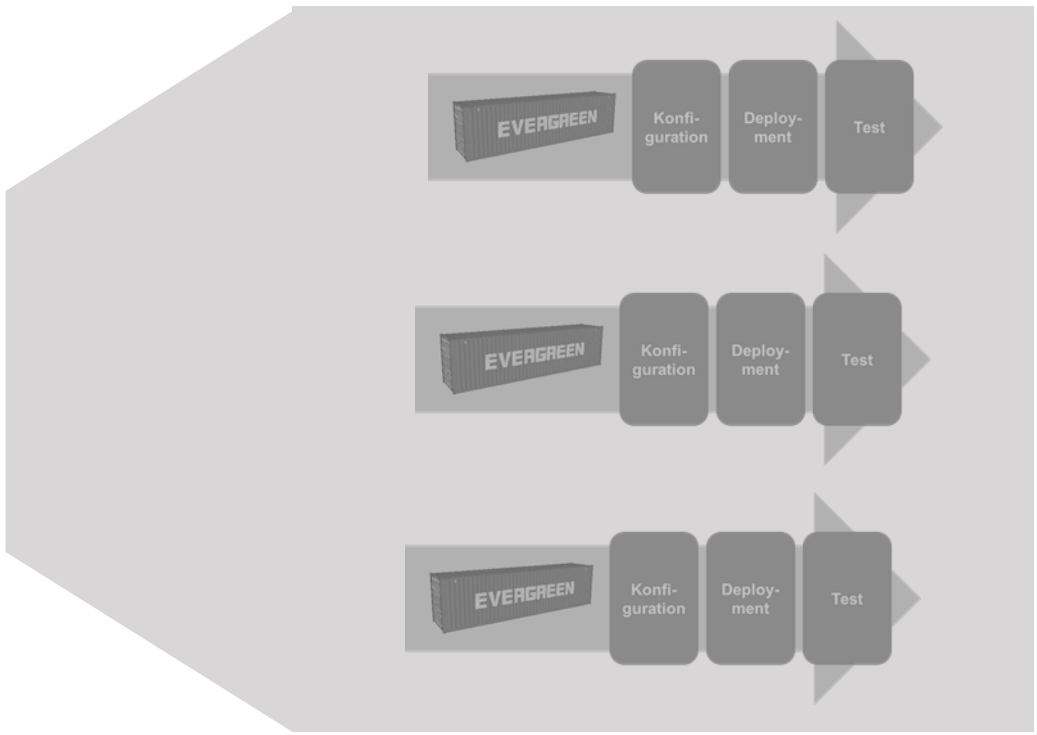 EVERGREEN
Konfi-
guration
Deploy-
ment
Test
EVERGREEN
Konfi-
guration
Deploy-
ment
Test
EVERGREEN
Konfi-
guration
Deploy-
ment
Test